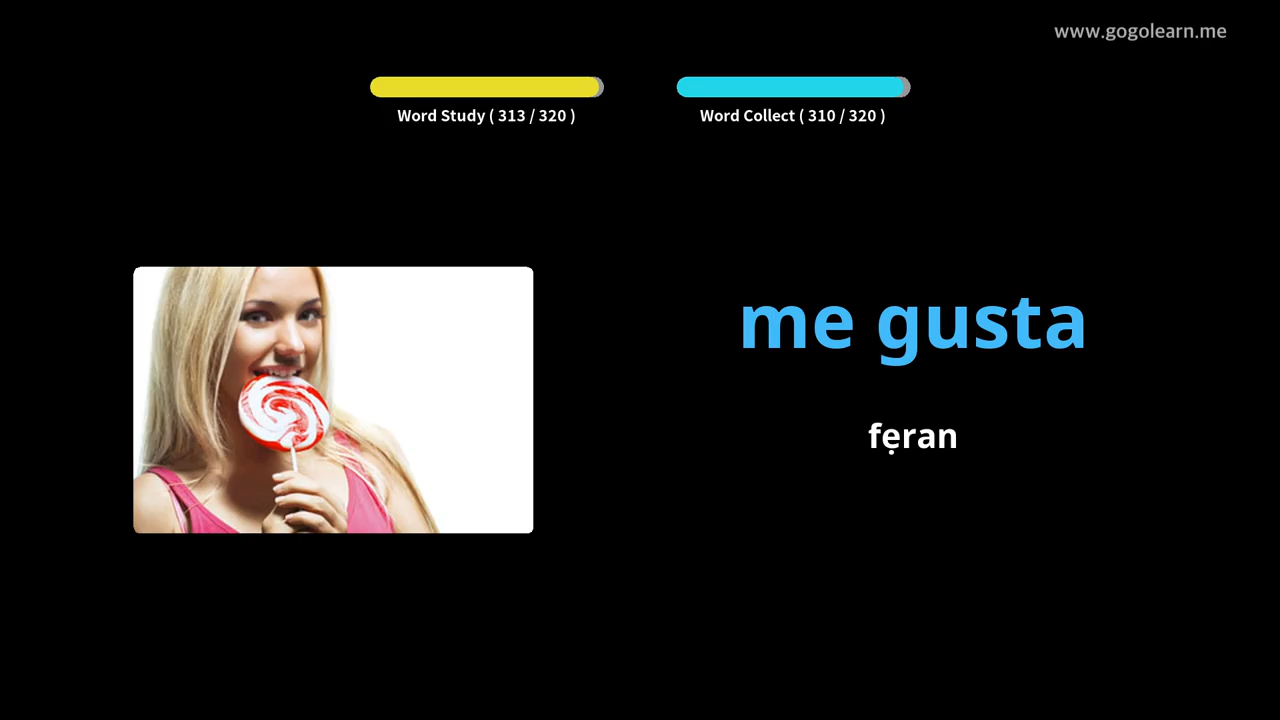 www.gogolearn.me
Word Study ( 313 / 320 )
Word Collect ( 310 / 320 )
me gusta
fẹran